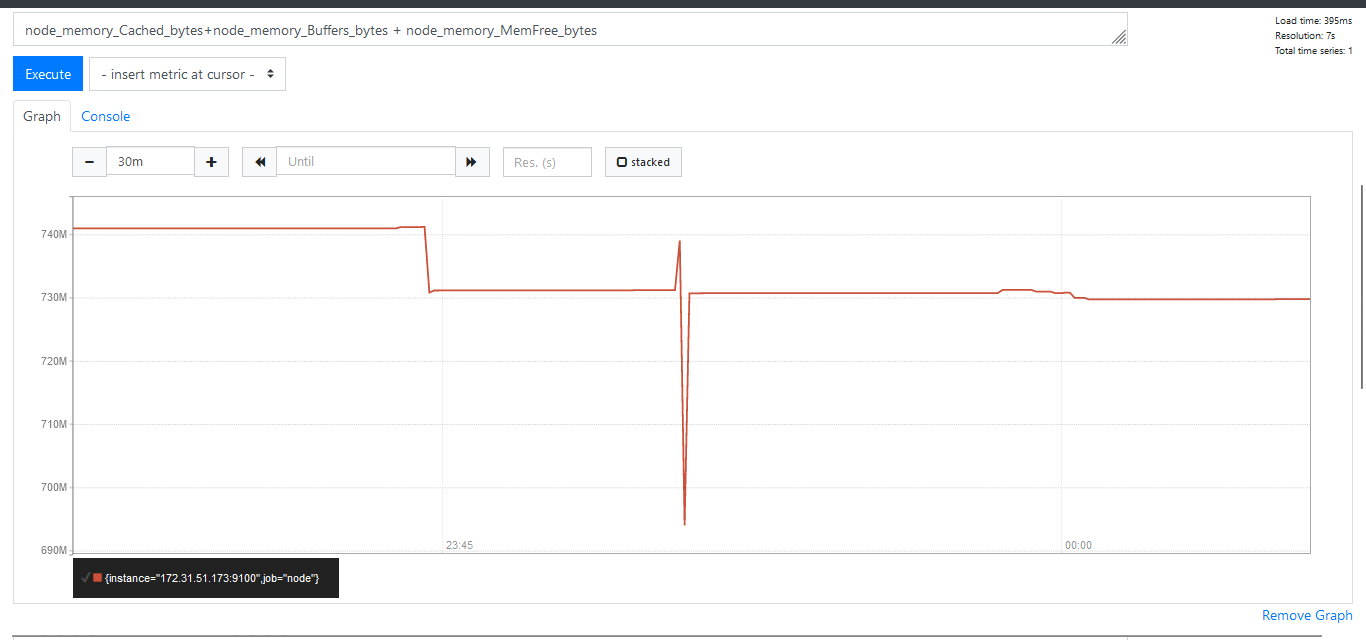 node_memory_Cached_bytes+node_memory_Buffers_bytes + node_memory_MemFree_bytes
Load time: 395ms
Resolution: 7s
Total time series: 1
Execute
- insert metric at cursor -
Graph
Console
30m
Until
Res. (s)
stacked
740M
730M
720M
710M
700M
690M
23:45
00:00
{instance="172.31.51.173:9100",job="node"}
Remove Graph